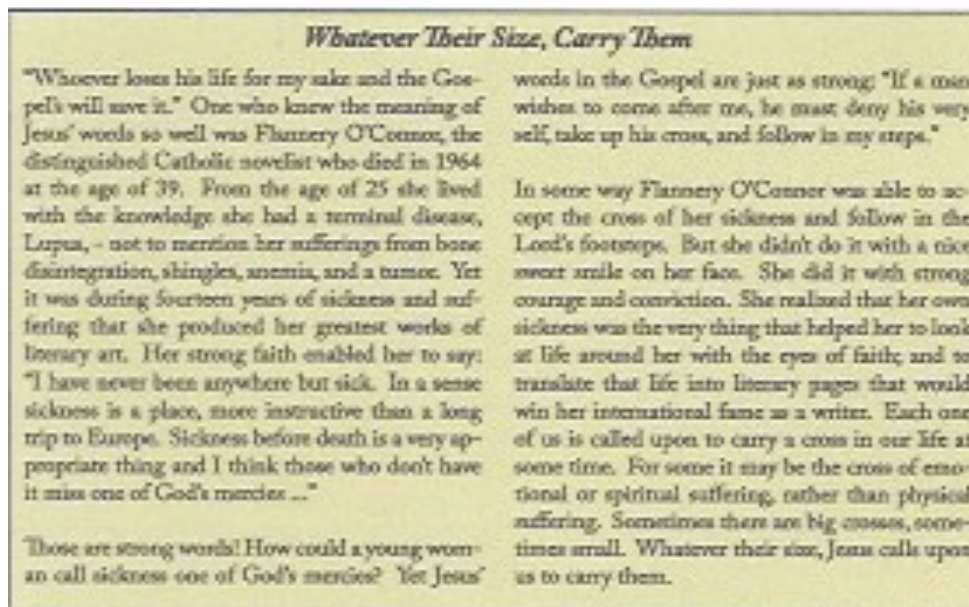 Whatever Their Size, Carry Them
"Whoever loses his life for my sake and the Gos-
pel's will save it." One who knew the meaning of
Jesus' words so well was Flannery O'Connor, the
distinguished Catholic novelist who died in 1964
at the age of 39. From the age of 25 she lived
with the knowledge she had a terminal disease,
Lupus, - not to mention her sufferings from bone
disintegration, shingles, anemia, and a tumor. Yet
it was during fourteen years of sickness and suf-
fering that she produced her greatest works of
literary art. Her strong faith enabled her to say:
"I have never been anywhere but sick. In a sense
sickness is a place, more instructive than a long
trip to Europe. Sickness before death is a very ap-
propriate thing and I think those who don't have
it miss one of God's mercies ..."
Those are strong words! How could a young wom-
an call sickness one of God's mercies? Yet Jesus'
words in the Gospel are just as strong: "If a man
wishes to come after me, he must deny his very
self, take up his cross, and follow in my steps."
In some way Flannery O'Connor was able to ac-
cept the cross of her sickness and follow in the
Lord's footsteps. But she didn't do it with a nice
sweet smile on her face. She did it with strong
courage and conviction. She realized that her own
sickness was the very thing that helped her to look
at life around her with the eyes of faith; and to
translate that life into literary pages that would
win her international fame as a writer. Each one
of us is called upon to carry a cross in our life at
some time. For some it may be the cross of emo-
tional or spiritual suffering, rather than physical
suffering. Sometimes there are big crosses, some-
times small. Whatever their size, Jesus calls upon
us to carry them.